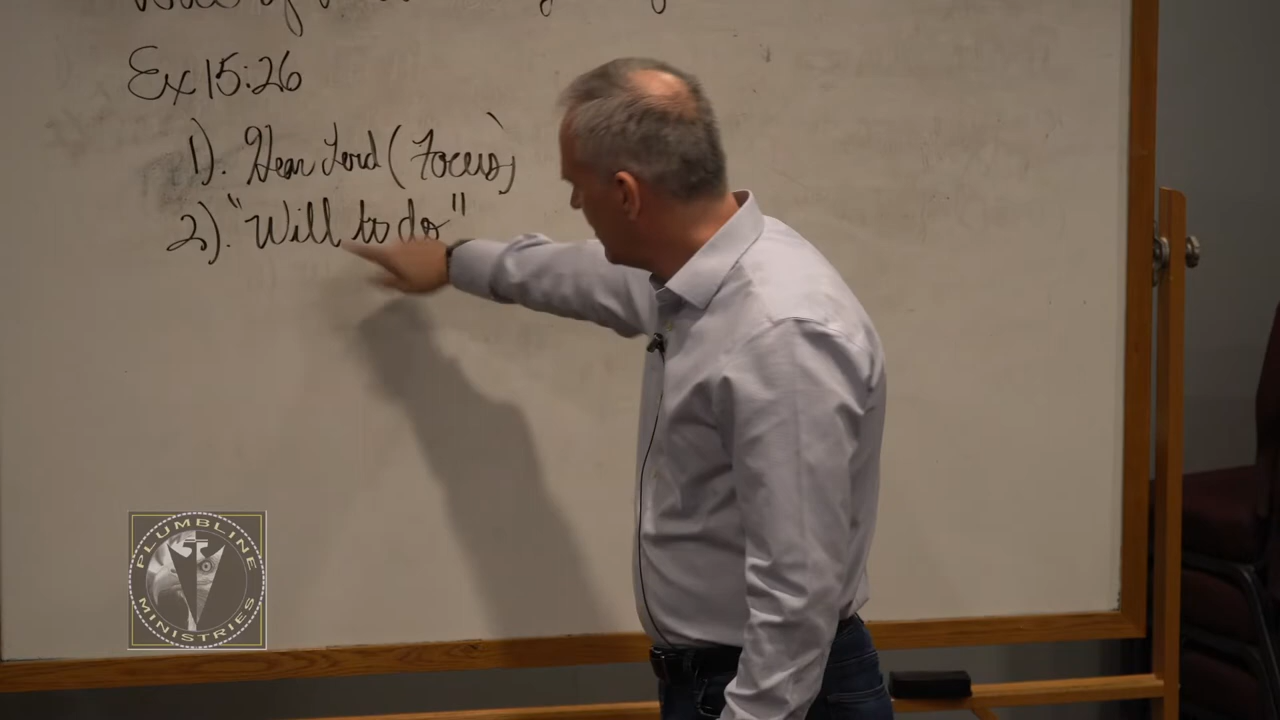 Ex 15:26
1). Hear Lord (Focus)
2). "Will to do"
PLUMBLINE
MINISTRIES